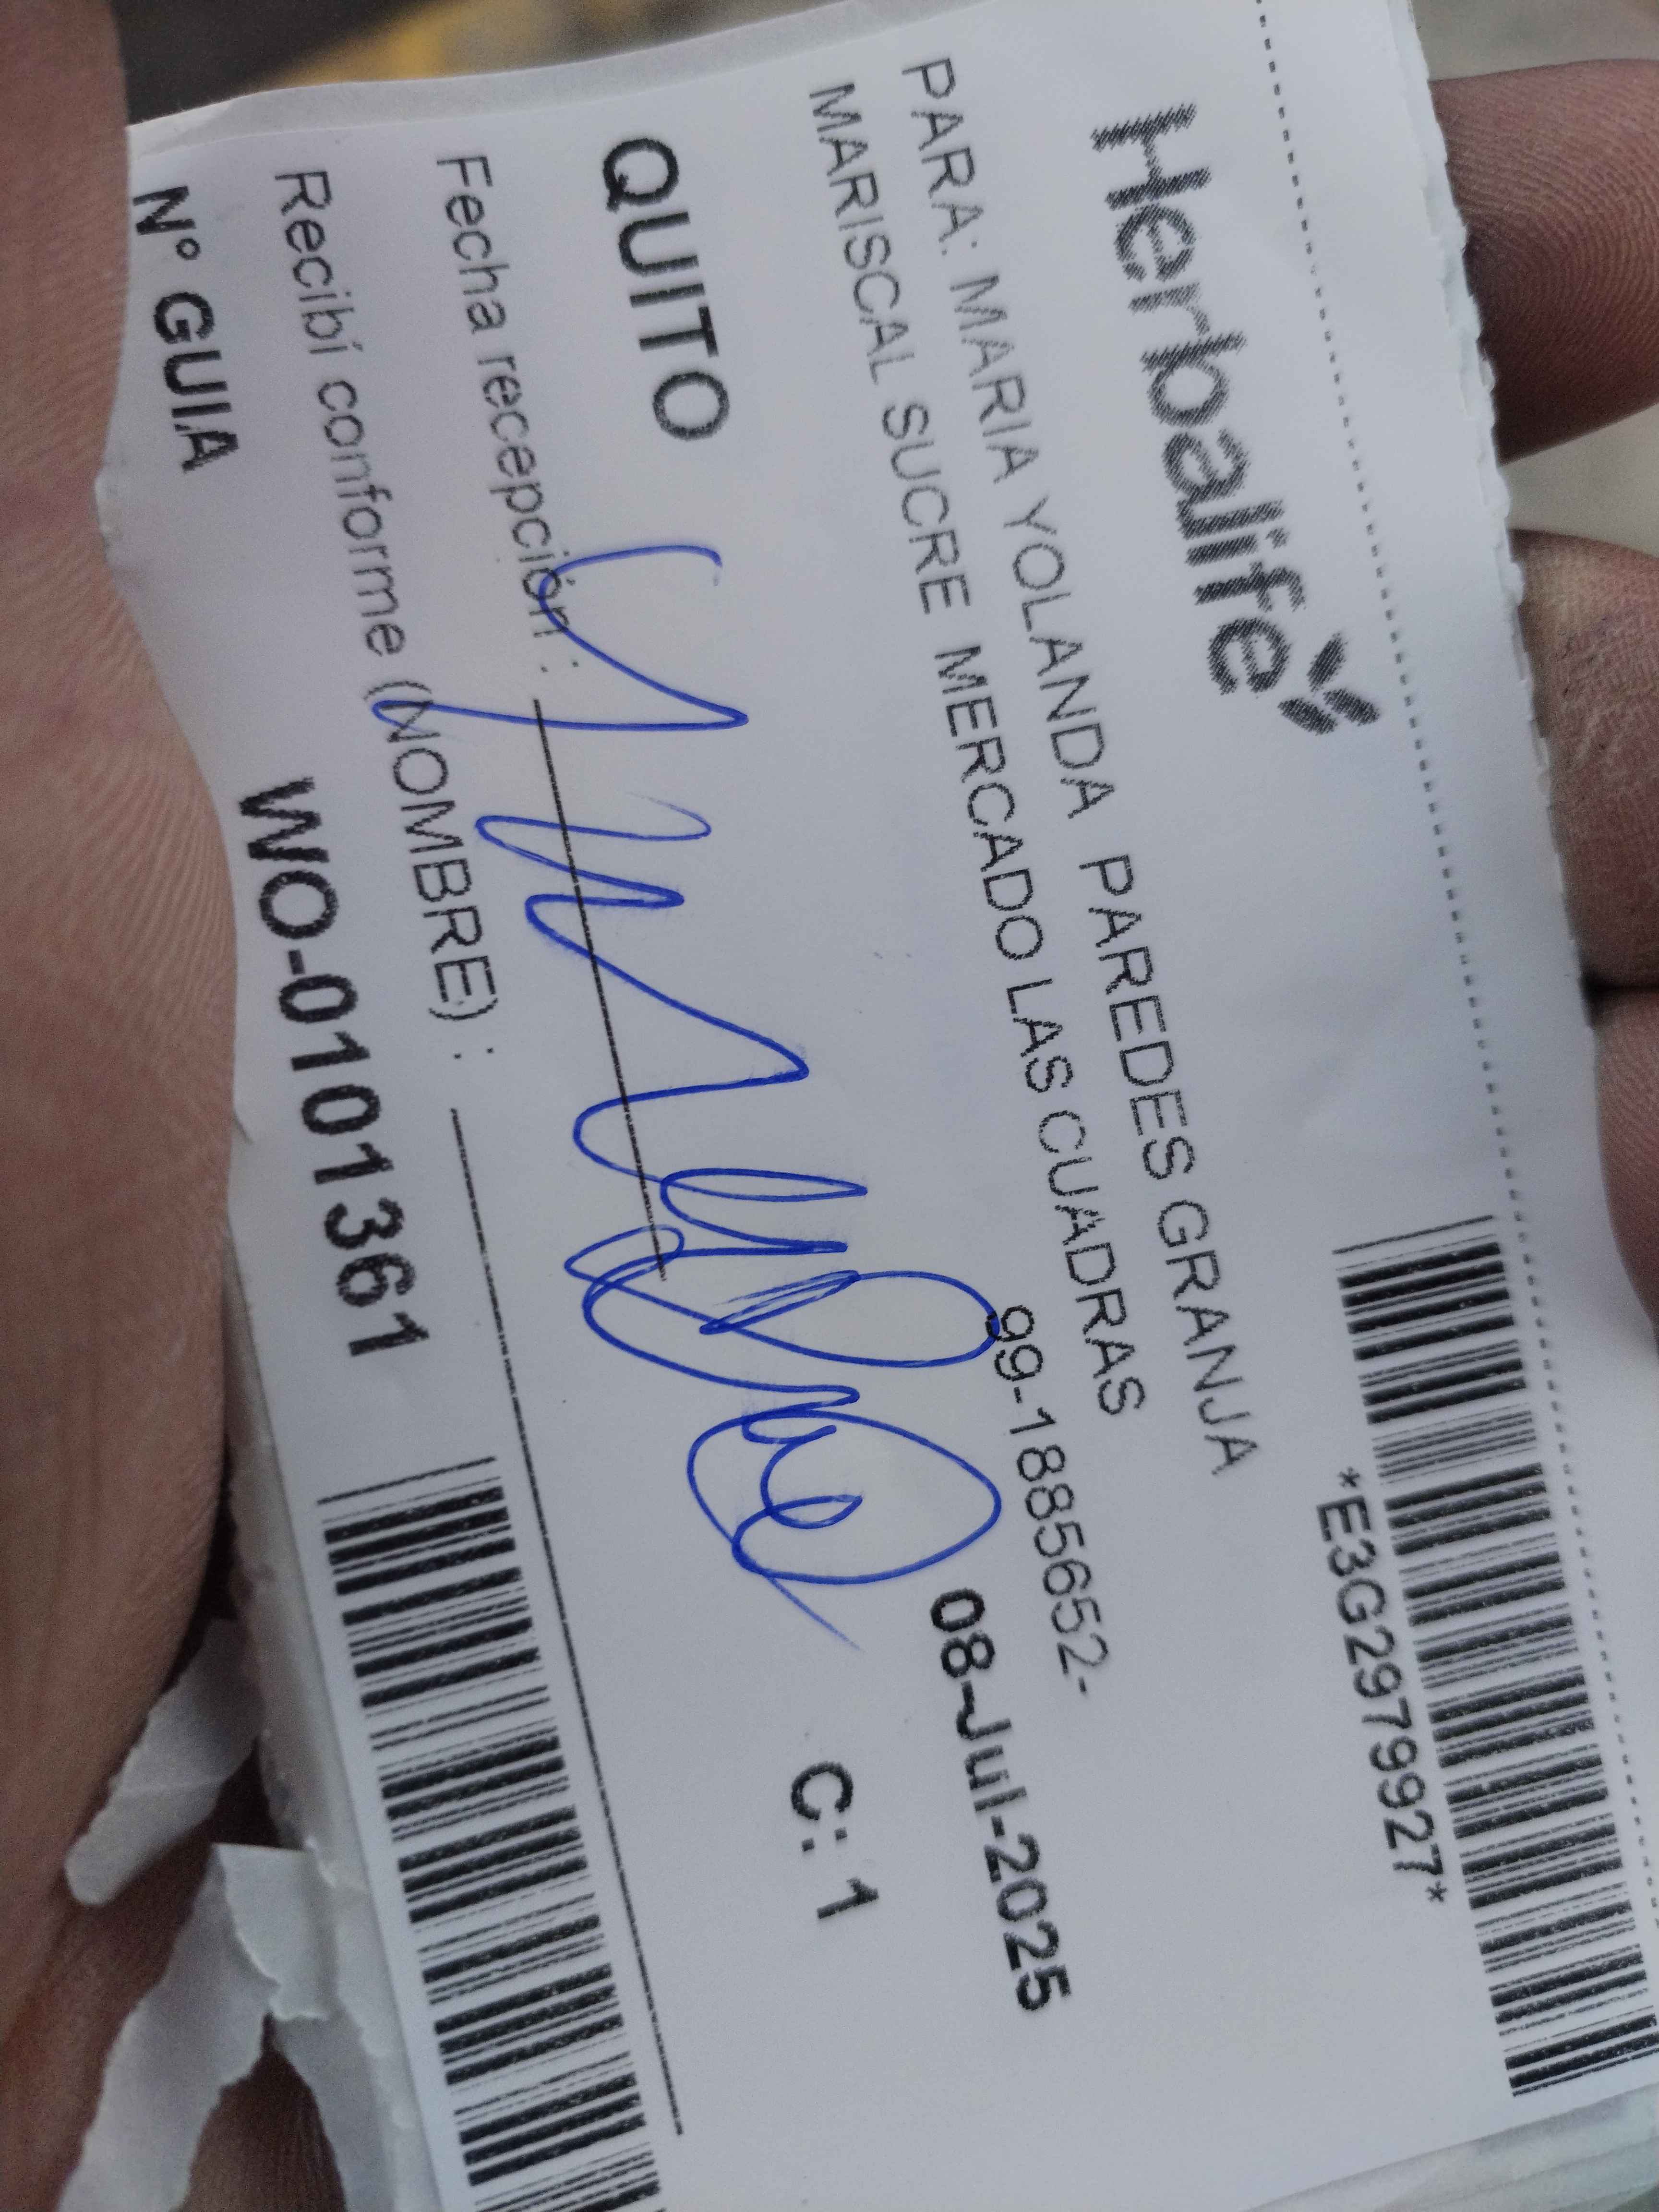 Herbalife
*E3G2979927*
PARA: MARIA YOLANDA PAREDES GRANJA
MARISCAL SUCRE MERCADO LAS CUADRAS
99-1885652-
08-Jul-2025
QUITO
C: 1
Fecha recepción :
Recibí conforme (NOMBRE) :
N° GUIA WO-0101361